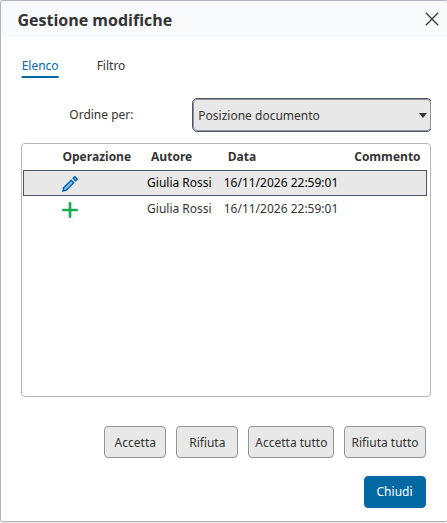 Gestione modifiche
Elenco Filtro
Ordine per: Posizione documento
Operazione Autore Data Commento
Giulia Rossi 16/11/2026 22:59:01
Giulia Rossi 16/11/2026 22:59:01
Accetta Rifiuta Accetta tutto Rifiuta tutto
Chiudi